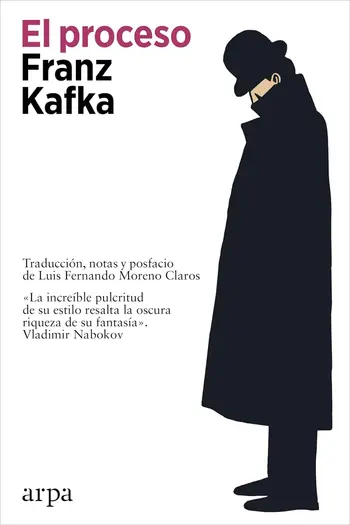 El proceso
Franz
Kafka
Traducción, notas y posfacio
de Luis Fernando Moreno Claros
«La increíble pulcritud
de su estilo resalta la oscura
riqueza de su fantasía».
Vladimir Nabokov
arpa